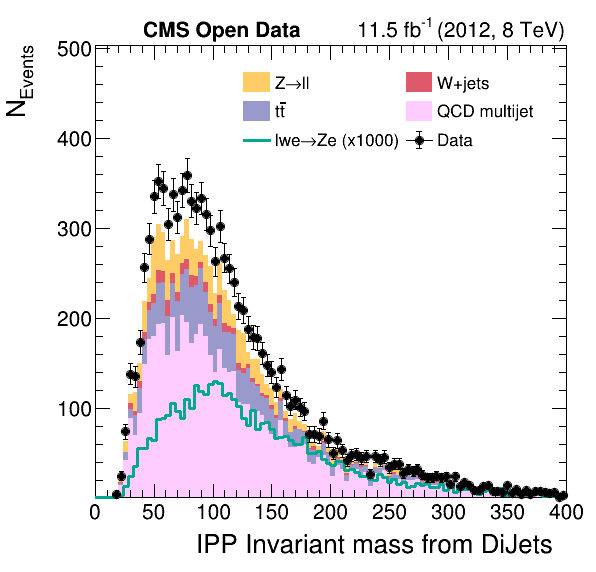 CMS Open Data 11.5 fb⁻¹ (2012, 8 TeV)
N_Events
Z→ll W+jets
tt̄ QCD multijet
lwe→Ze (x1000) Data
500
400
300
200
100
0 50 100 150 200 250 300 350 400
IPP Invariant mass from DiJets